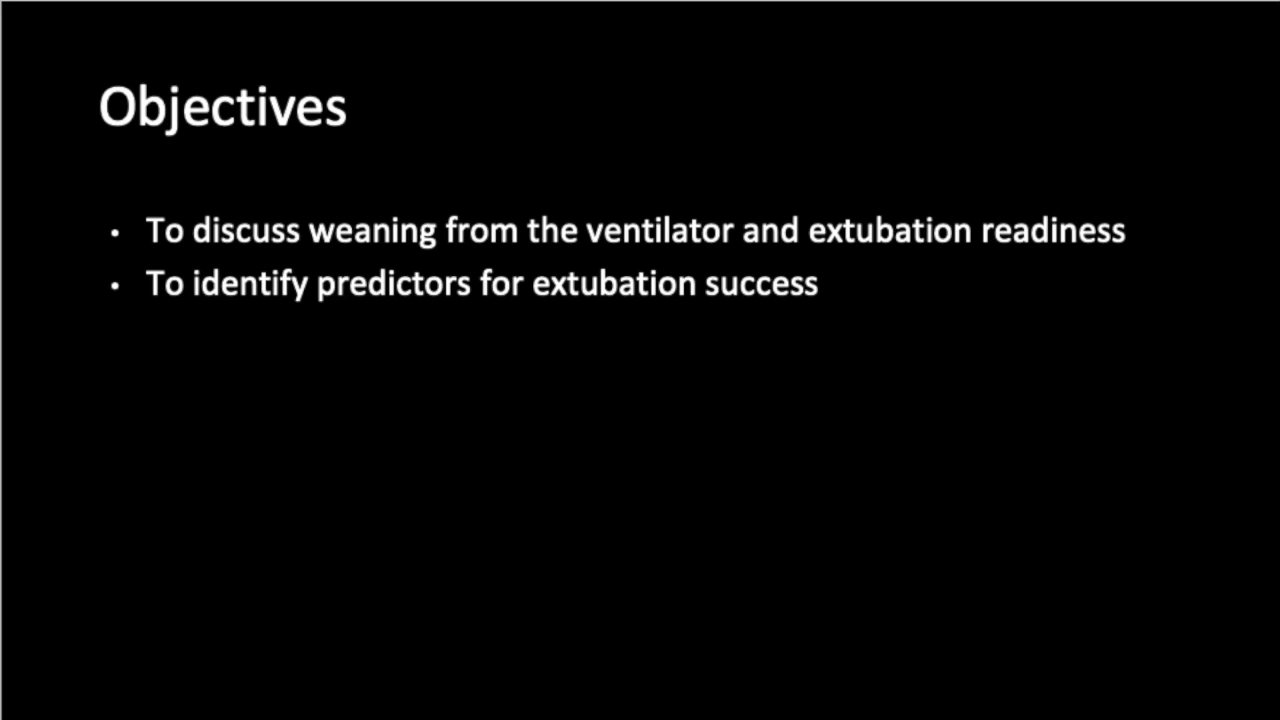 Objectives
• To discuss weaning from the ventilator and extubation readiness
• To identify predictors for extubation success